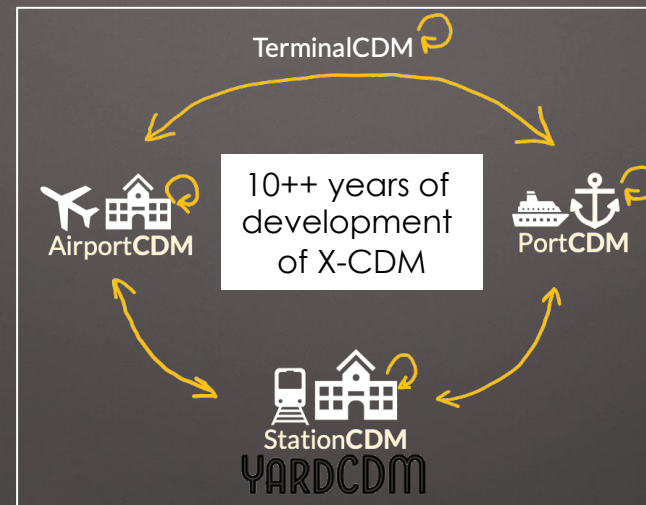 TerminalCDM
10++ years of
development
of X-CDM
AirportCDM
PortCDM
StationCDM
YARDCDM